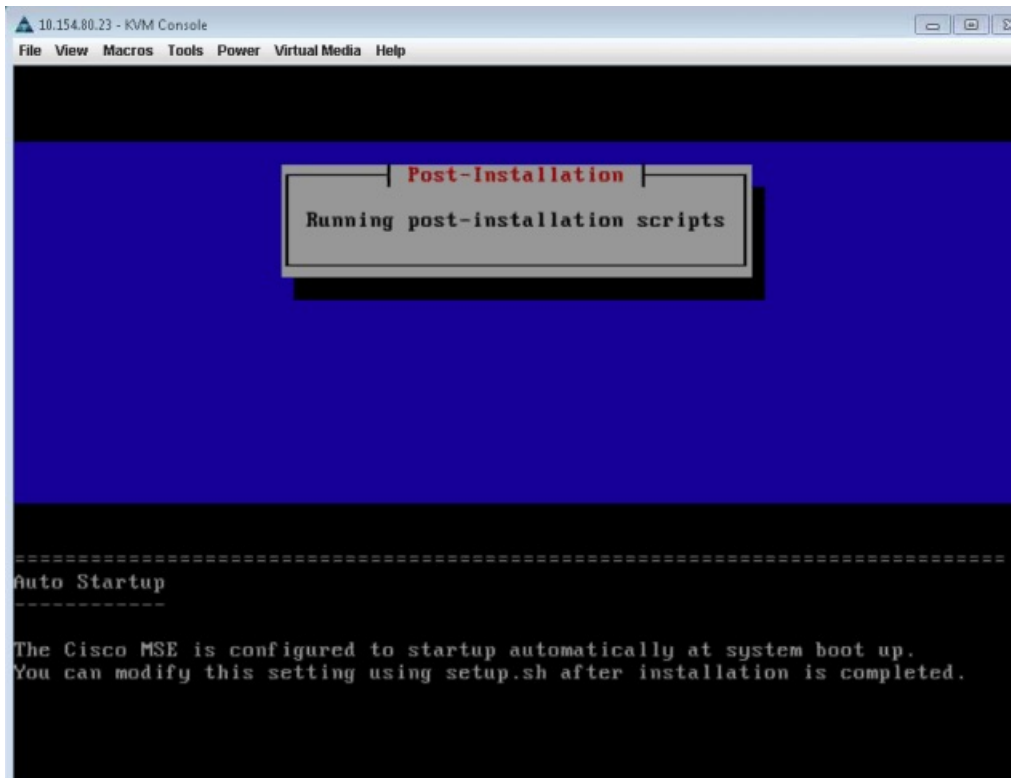 10.154.80.23 - KVM Console
File View Macros Tools Power Virtual Media Help
Post-Installation
Running post-installation scripts
================================================================================
Auto Startup
------------
The Cisco MSE is configured to startup automatically at system boot up.
You can modify this setting using setup.sh after installation is completed.